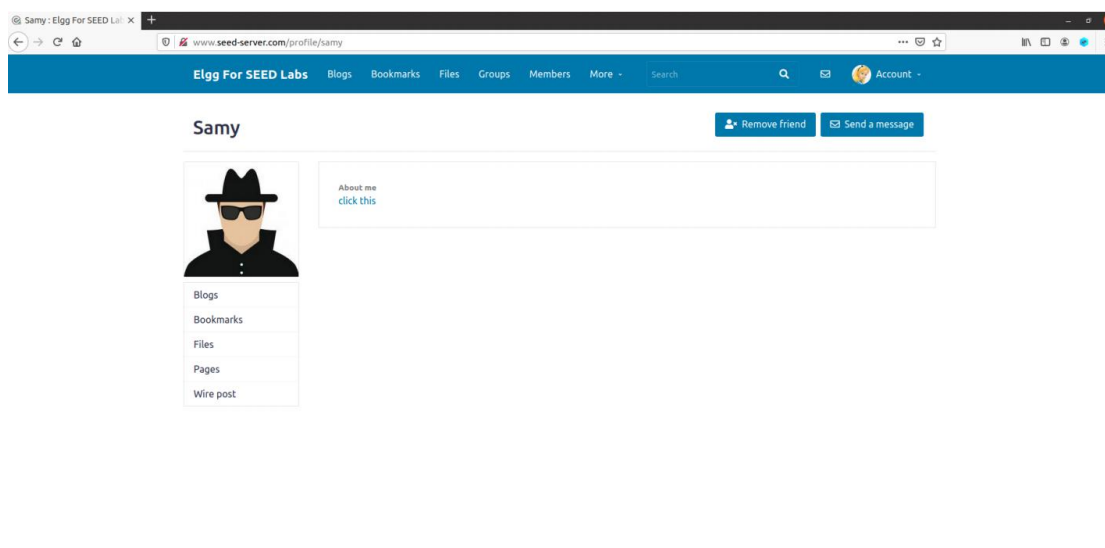 Samy : Elgg For SEED La
www.seed-server.com/profile/samy
Elgg For SEED Labs Blogs Bookmarks Files Groups Members More Search Account
Samy
Remove friend Send a message
About me
click this
Blogs
Bookmarks
Files
Pages
Wire post